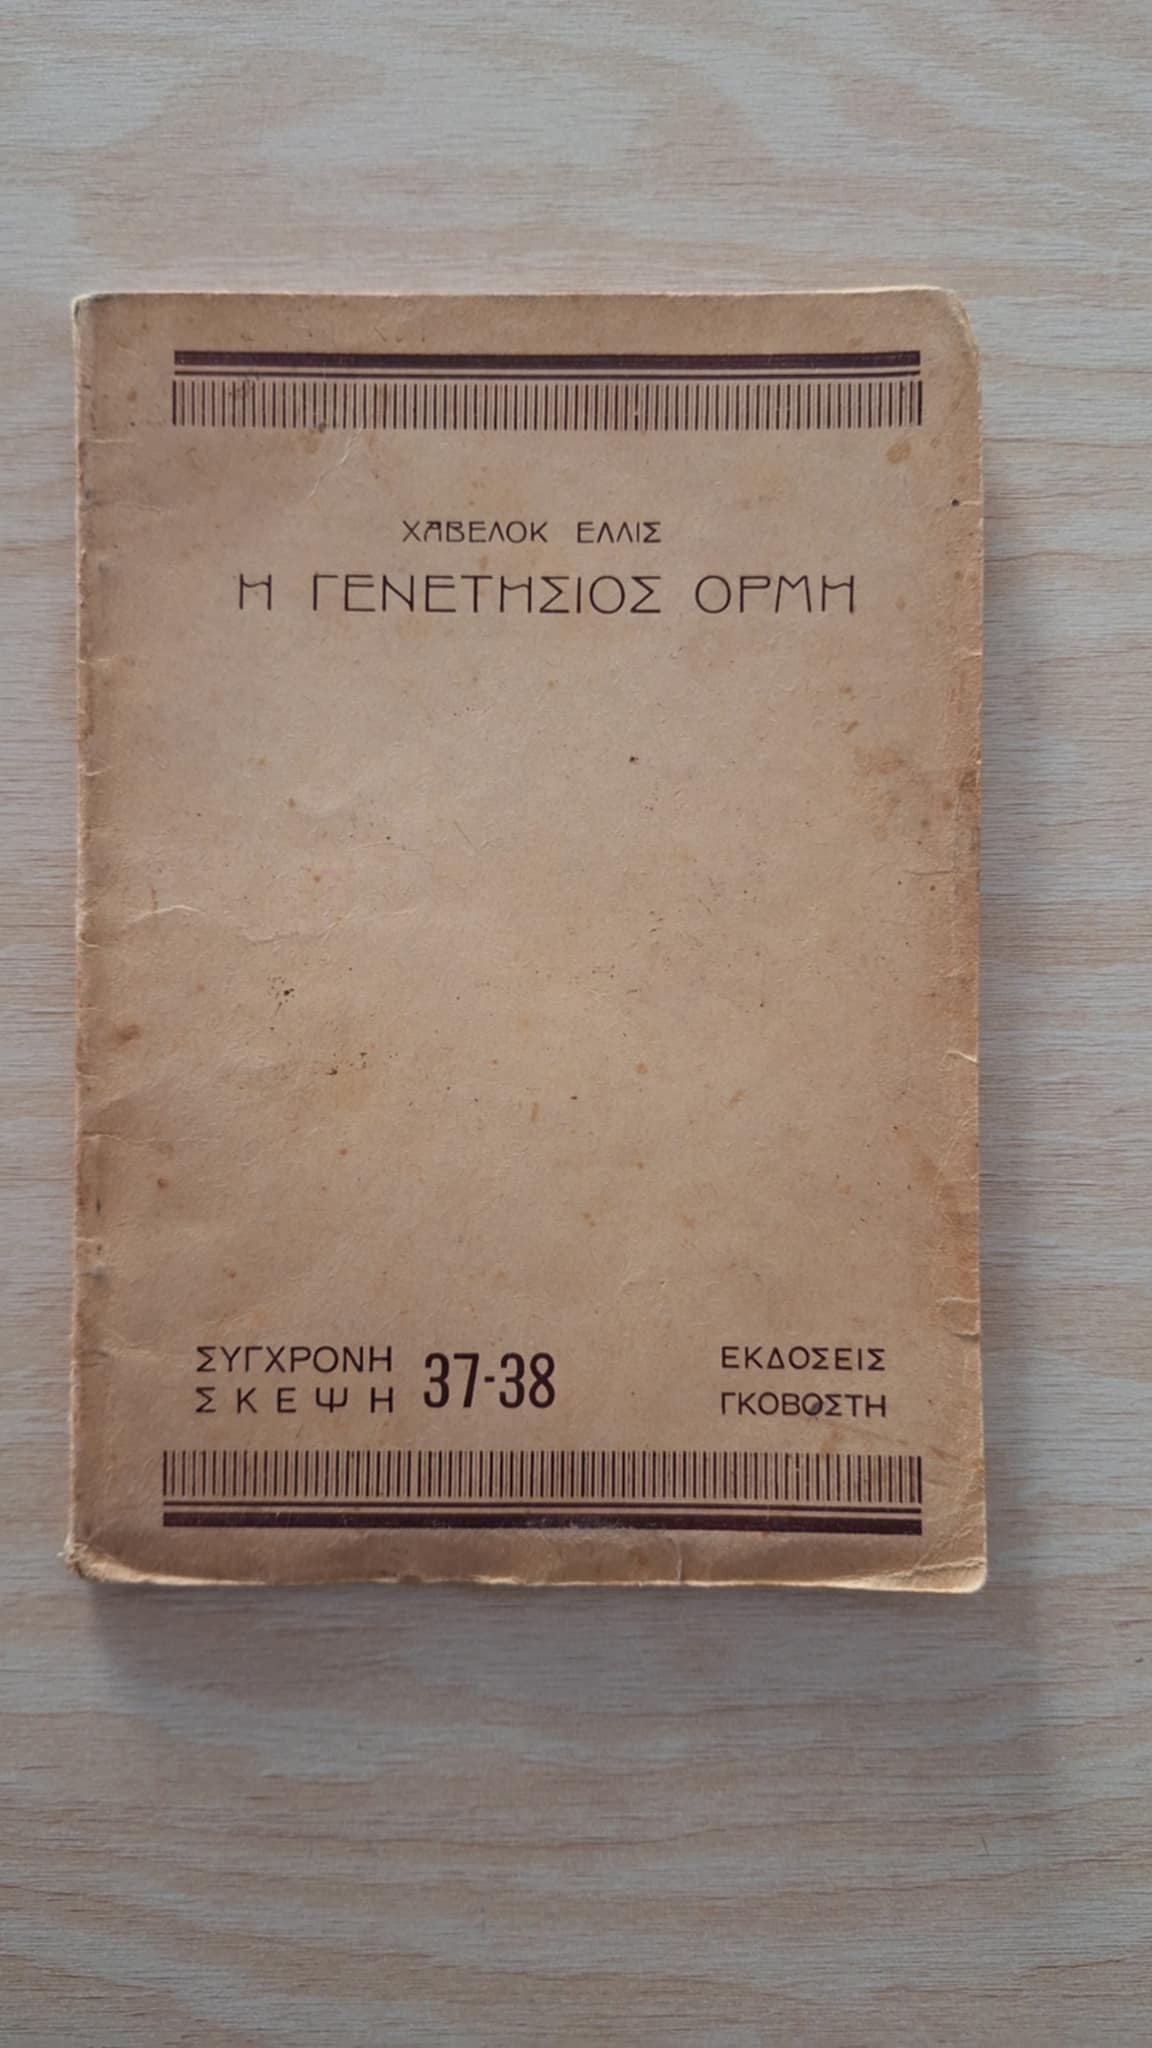 ΧΑΒΕΛΟΚ ΕΛΛΙΣ
Η ΓΕΝΕΤΗΣΙΟΣ ΟΡΜΗ
ΣΥΓΧΡΟΝΗ
ΣΚΕΨΗ
37-38
ΕΚΔΟΣΕΙΣ
ΓΚΟΒΟΣΤΗ